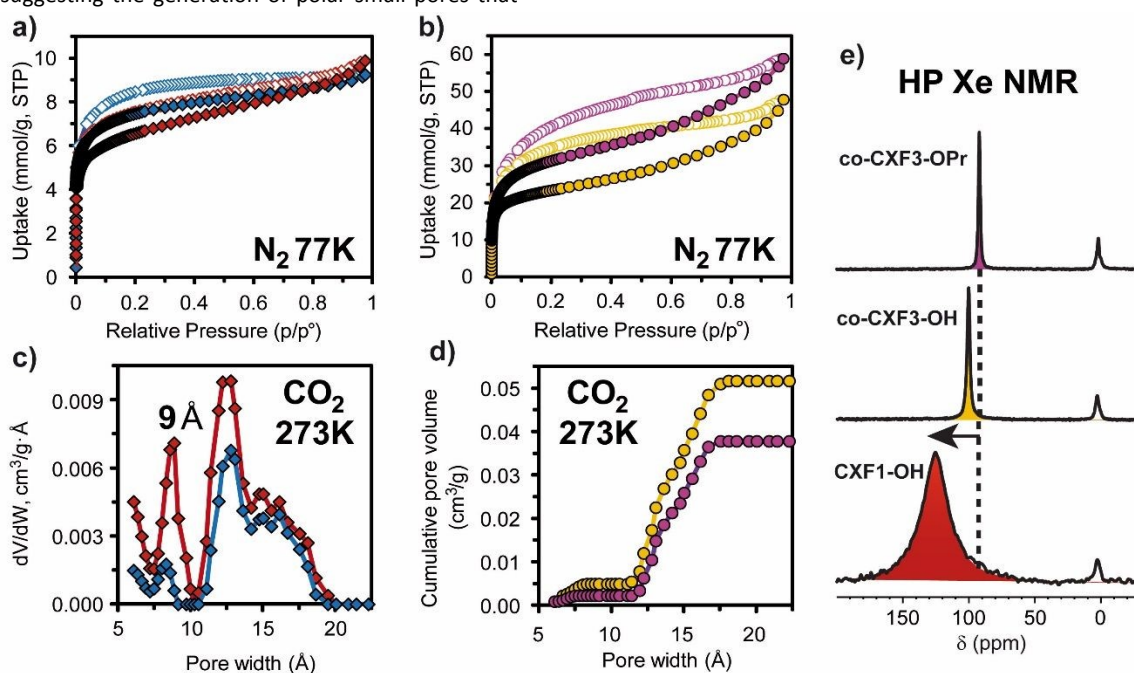 suggesting the generation of polar small pores that
a)
10
8
6
4
2
0
Uptake (mmol/g, STP)
N2 77K
0 0.2 0.4 0.6 0.8 1
Relative Pressure (p/p°)
b)
60
50
40
30
20
10
0
Uptake (mmol/g, STP)
N2 77K
0 0.2 0.4 0.6 0.8 1
Relative Pressure (p/p°)
c)
0.009
0.006
0.003
0.000
dV/dW, cm³/g·Å
9 Å
CO2
273K
5 10 15 20
Pore width (Å)
d)
0.05
0.04
0.03
0.02
0.01
0.00
Cumulative pore volume
(cm³/g)
CO2
273K
5 10 15 20
Pore width (Å)
e)
HP Xe NMR
co-CXF3-OPr
co-CXF3-OH
CXF1-OH
150 100 50 0
δ (ppm)